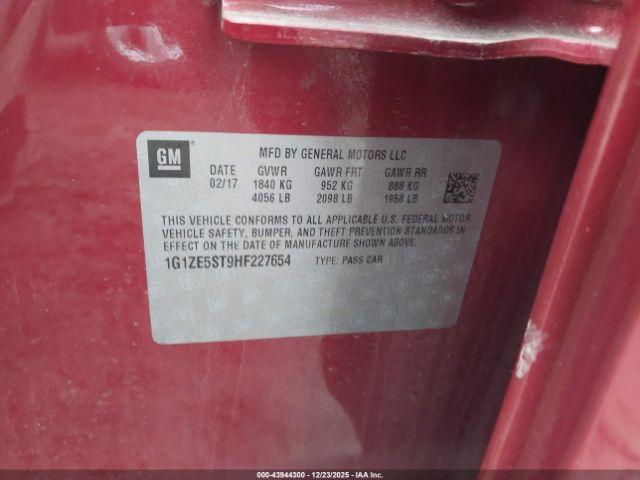 GM
MFD BY GENERAL MOTORS LLC
DATE GVWR GAWR FRT GAWR RR
02/17 1840 KG 952 KG 888 KG
4056 LB 2098 LB 1958 LB
THIS VEHICLE CONFORMS TO ALL APPLICABLE U.S. FEDERAL MOTOR
VEHICLE SAFETY, BUMPER, AND THEFT PREVENTION STANDARDS IN
EFFECT ON THE DATE OF MANUFACTURE SHOWN ABOVE.
1G1ZE5ST9HF227654 TYPE: PASS CAR
000-43944300 - 12/23/2025 - IAA Inc.